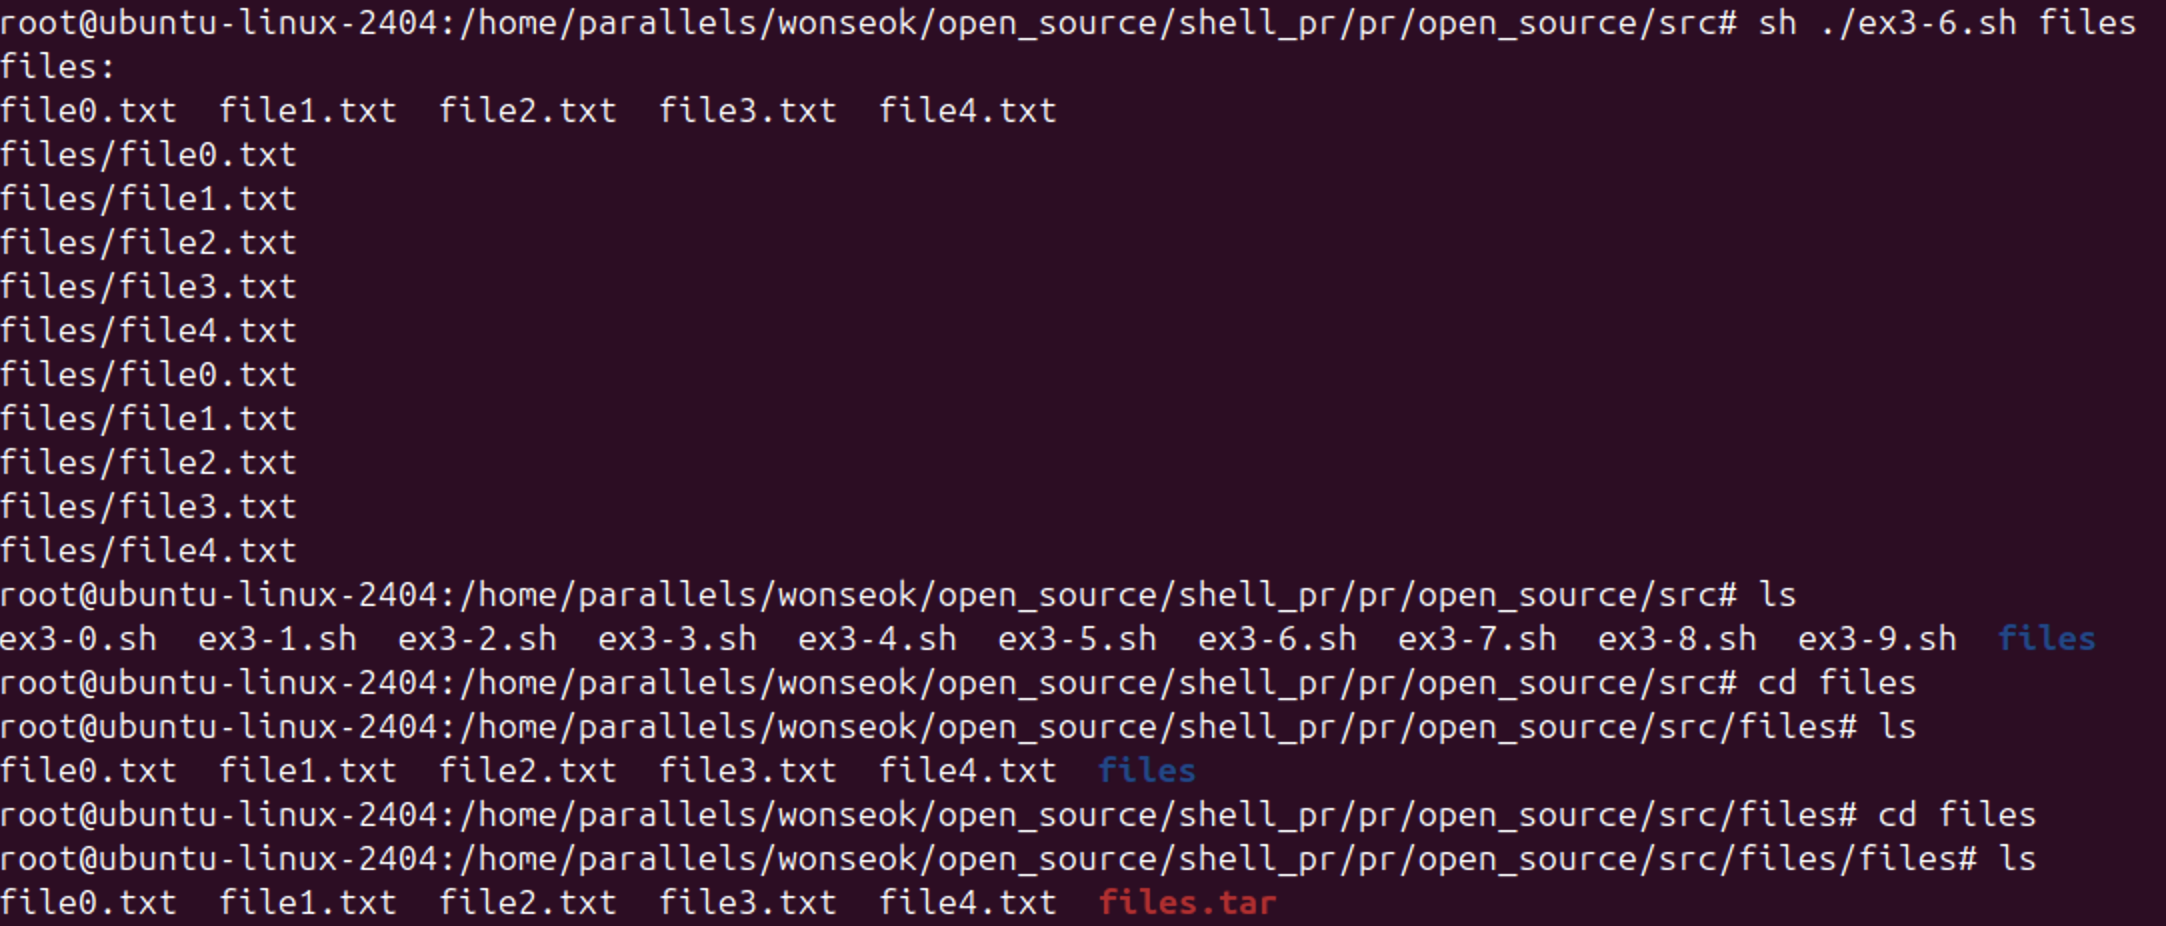 root@ubuntu-linux-2404:/home/parallels/wonseok/open_source/shell_pr/pr/open_source/src# sh ./ex3-6.sh files
files:
file0.txt  file1.txt  file2.txt  file3.txt  file4.txt
files/file0.txt
files/file1.txt
files/file2.txt
files/file3.txt
files/file4.txt
files/file0.txt
files/file1.txt
files/file2.txt
files/file3.txt
files/file4.txt
root@ubuntu-linux-2404:/home/parallels/wonseok/open_source/shell_pr/pr/open_source/src# ls
ex3-0.sh  ex3-1.sh  ex3-2.sh  ex3-3.sh  ex3-4.sh  ex3-5.sh  ex3-6.sh  ex3-7.sh  ex3-8.sh  ex3-9.sh  files
root@ubuntu-linux-2404:/home/parallels/wonseok/open_source/shell_pr/pr/open_source/src# cd files
root@ubuntu-linux-2404:/home/parallels/wonseok/open_source/shell_pr/pr/open_source/src/files# ls
file0.txt  file1.txt  file2.txt  file3.txt  file4.txt  files
root@ubuntu-linux-2404:/home/parallels/wonseok/open_source/shell_pr/pr/open_source/src/files# cd files
root@ubuntu-linux-2404:/home/parallels/wonseok/open_source/shell_pr/pr/open_source/src/files/files# ls
file0.txt  file1.txt  file2.txt  file3.txt  file4.txt  files.tar